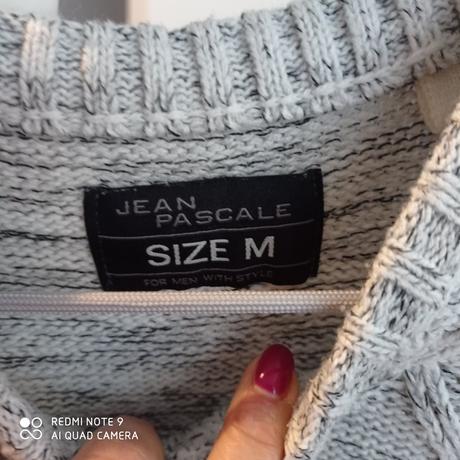 JEAN
PASCALE
SIZE M
FOR MEN WITH STYLE
REDMI NOTE 9
AI QUAD CAMERA